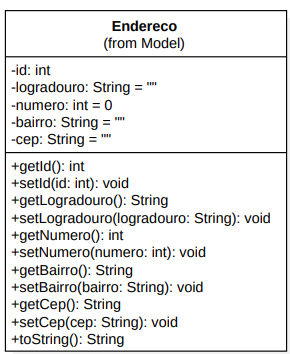 Endereco
(from Model)
-id: int
-logradouro: String = ""
-numero: int = 0
-bairro: String = ""
-cep: String = ""
+getId(): int
+setId(id: int): void
+getLogradouro(): String
+setLogradouro(logradouro: String): void
+getNumero(): int
+setNumero(numero: int): void
+getBairro(): String
+setBairro(bairro: String): void
+getCep(): String
+setCep(cep: String): void
+toString(): String